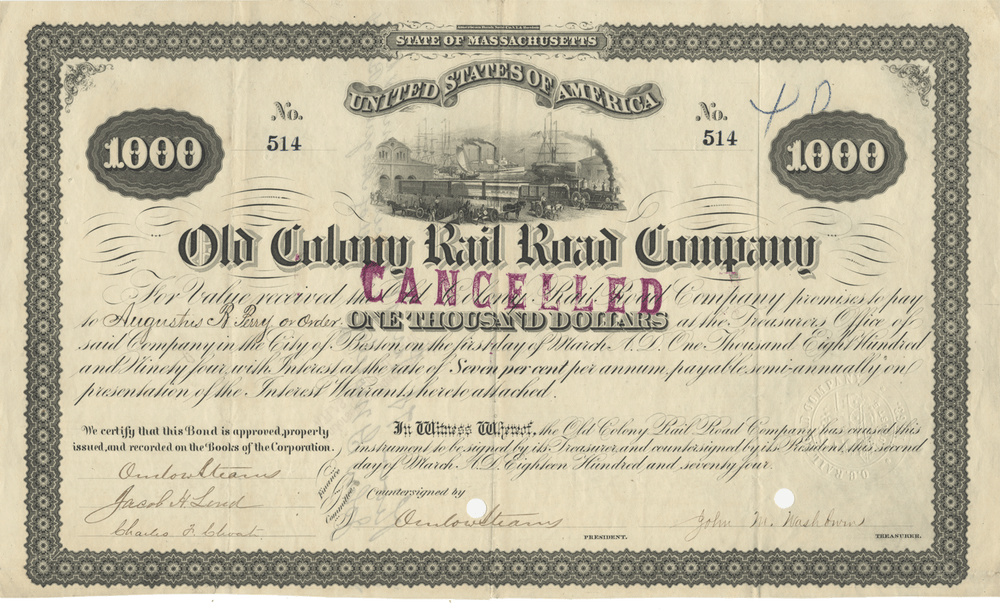 STATE OF MASSACHUSETTS
UNITED STATES OF AMERICA
No. 514
No. 514
1000
1000
Old Colony Rail Road Company
CANCELLED
For Value received the Old Colony Rail Road Company promises to pay
to Augustus R Perry or Order ONE THOUSAND DOLLARS at the Treasurers Office of
said Company in the City of Boston on the first day of March A.D. One Thousand Eight Hundred
and Ninety four, with Interest at the rate of Seven per cent per annum, payable semi-annually on
presentation of the Interest Warrants hereto attached.
We certify that this Bond is approved, properly
issued, and recorded on the Books of the Corporation.
In Witness Whereof, the Old Colony Rail Road Company has caused this
instrument to be signed by its Treasurer and countersigned by its President, this second
day of March A.D. Eighteen Hundred and seventy four.
Onslow Stearns
Jacob H Loud
Charles F. Choate
Finance Committee
Countersigned by
Onslow Stearns
PRESIDENT.
John M. Washburn
TREASURER.